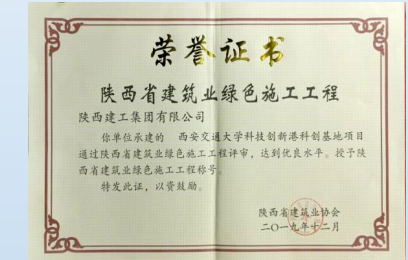 荣誉证书
陕西省建筑业绿色施工工程
陕西建工集团有限公司
你单位承建的 西安交通大学科技创新港科创基地项目
通过陕西省建筑业绿色施工工程评审，达到优良水平。授予陕
西省建筑业绿色施工工程称号。
特发此证，以资鼓励。
陕西省建筑业协会
二〇一九年十二月